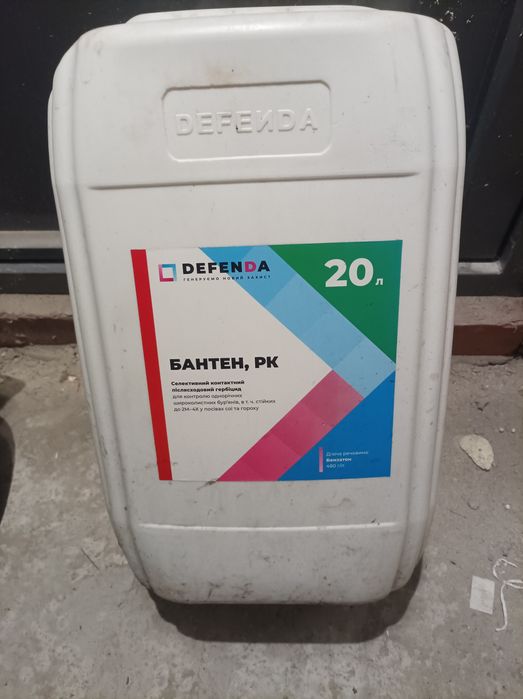 DEFENDA
DEFENDA
ГЕНЕРУЄМО НОВИЙ ЗАХИСТ
20 л
БАНТЕН, РК
Селективний контактний
післясходовий гербіцид
для контролю однорічних
широколистних бур'янів, в т. ч. стійких
до 2М-4Х у посівах сої та гороху
Діюча речовина:
Бентазон
480 г/л